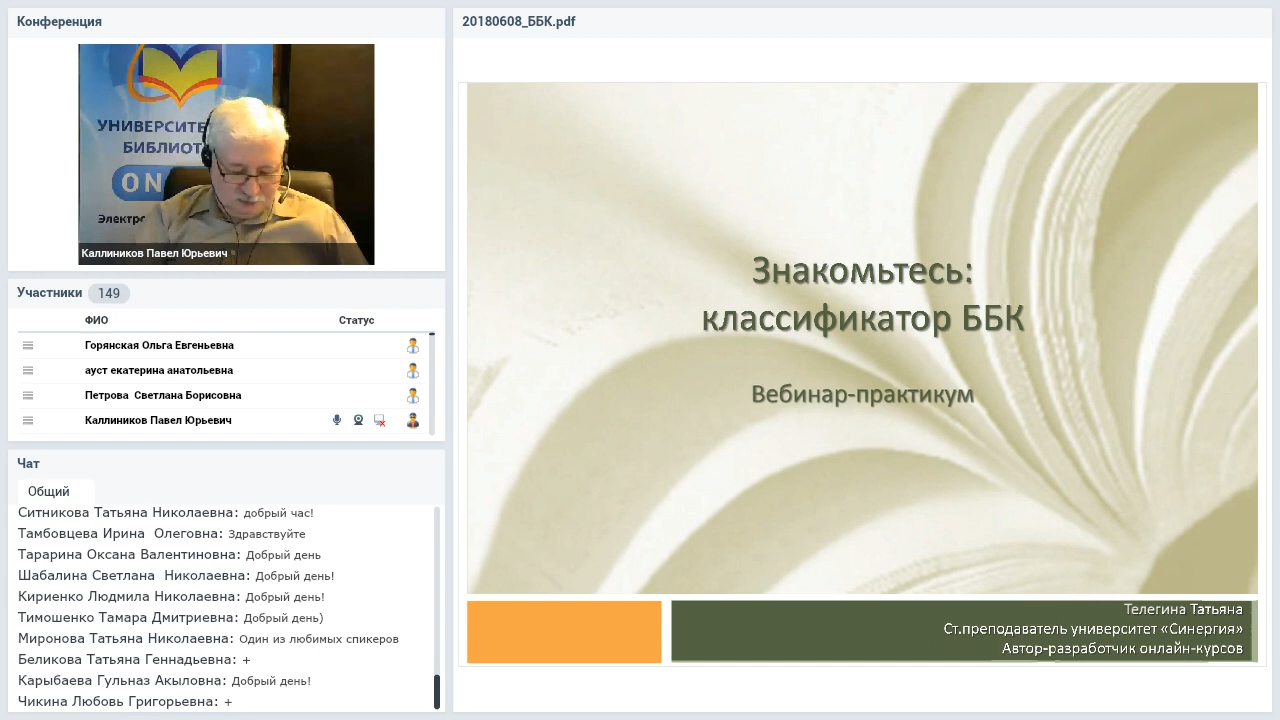 Конференция
УНИВЕРСИТЕ
БИБЛИОТ
ON
Электро
Каллиников Павел Юрьевич
Участники 149
ФИО Статус
Горянская Ольга Евгеньевна
ауст екатерина анатольевна
Петрова Светлана Борисовна
Каллиников Павел Юрьевич
Чат
Общий
Ситникова Татьяна Николаевна: добрый час!
Тамбовцева Ирина Олеговна: Здравствуйте
Тарарина Оксана Валентиновна: Добрый день
Шабалина Светлана Николаевна: Добрый день!
Кириенко Людмила Николаевна: Добрый день!
Тимошенко Тамара Дмитриевна: Добрый день)
Миронова Татьяна Николаевна: Один из любимых спикеров
Беликова Татьяна Геннадьевна: +
Карыбаева Гульназ Акыловна: Добрый день!
Чикина Любовь Григорьевна: +
20180608_ББК.pdf
Знакомьтесь:
классификатор ББК
Вебинар-практикум
Телегина Татьяна
Ст.преподаватель университет «Синергия»
Автор-разработчик онлайн-курсов